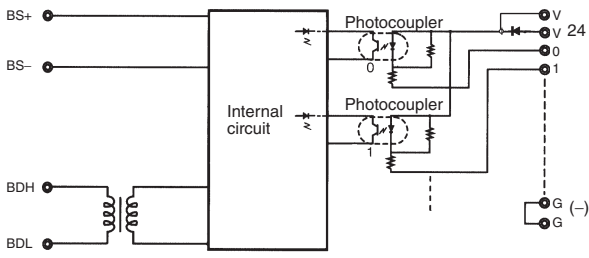 BS+
BS–
BDH
BDL
Internal
circuit
Photocoupler
0
Photocoupler
1
V
V 24
0
1
G (–)
G